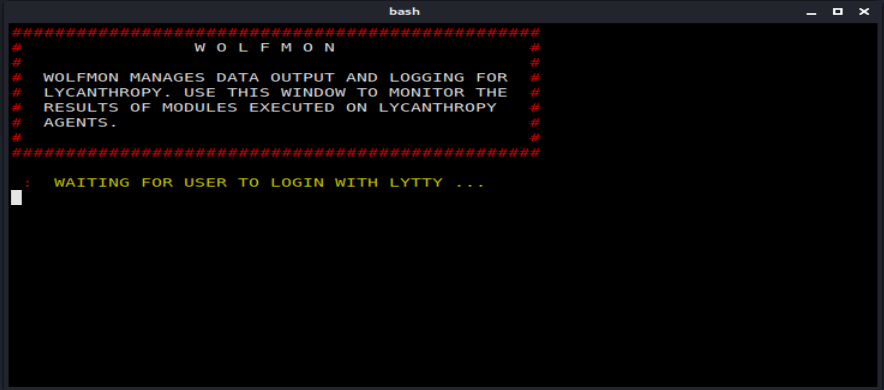 bash
#################################################
# W O L F M O N #
# #
# WOLFMON MANAGES DATA OUTPUT AND LOGGING FOR #
# LYCANTHROPY. USE THIS WINDOW TO MONITOR THE #
# RESULTS OF MODULES EXECUTED ON LYCANTHROPY #
# AGENTS. #
# #
#################################################
: WAITING FOR USER TO LOGIN WITH LYTTY ...